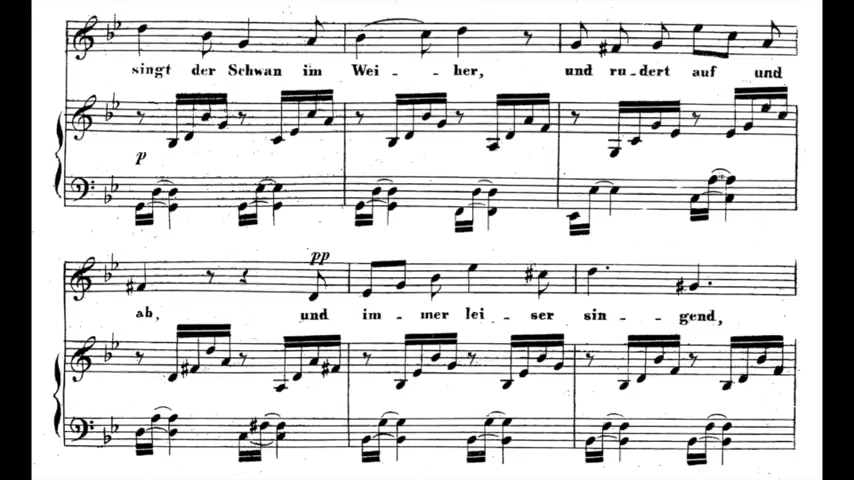 singt der Schwan im Wei - - her, und ru - dert auf und
p
pp
ab, und im - mer lei - ser sin - - gend,